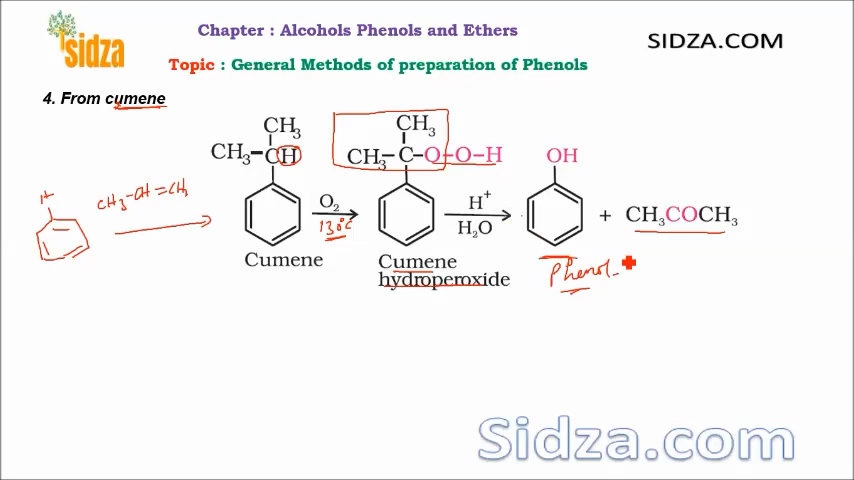 sidza
Chapter : Alcohols Phenols and Ethers
SIDZA.COM
Topic : General Methods of preparation of Phenols
4. From cumene
CH₃
CH₃–CH
Cumene
O₂
130°C
CH₃
CH₃–C–O–O–H
Cumene
hydroperoxide
H⁺
H₂O
OH
+ CH₃COCH₃
Phenol
H
CH₃-CH=CH₂
Sidza.com